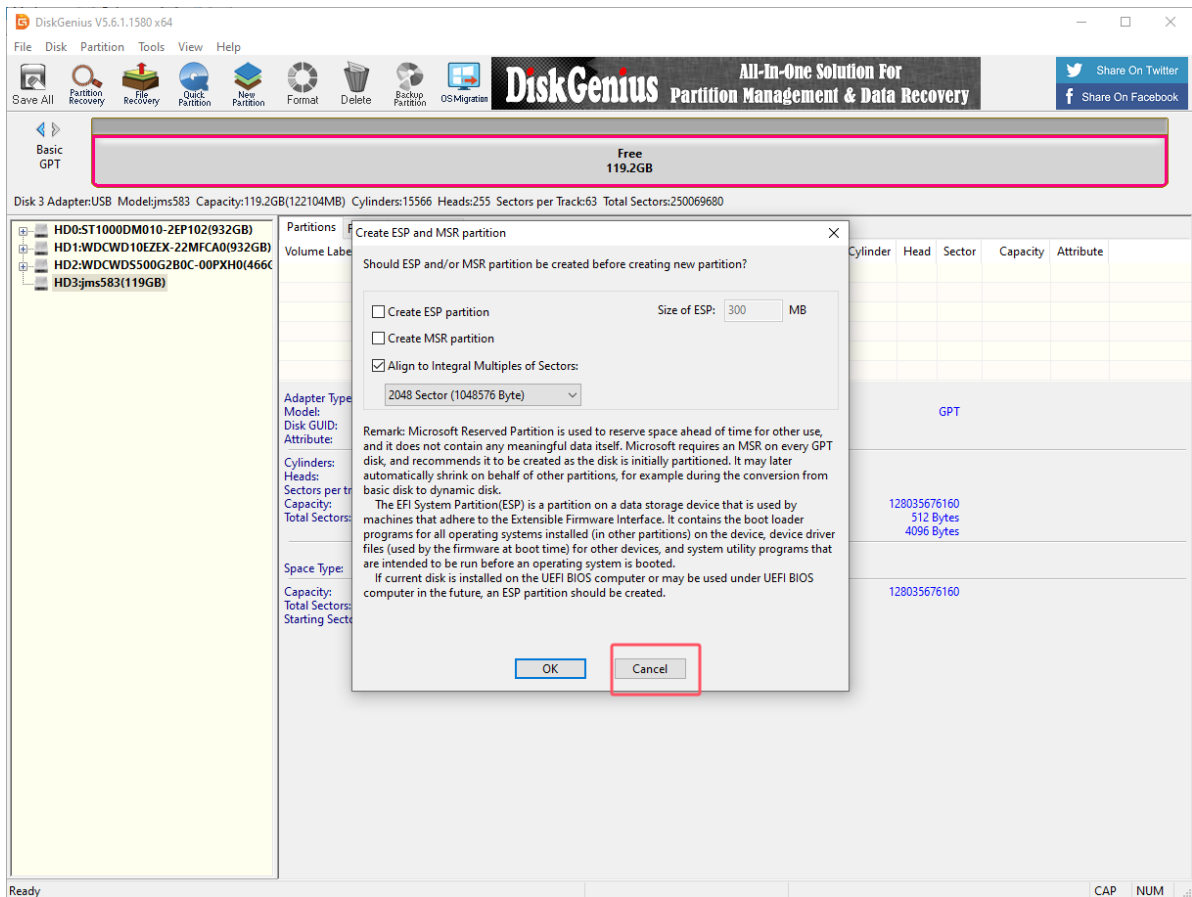 DiskGenius V5.6.1.1580 x64
File Disk Partition Tools View Help
Save All
Partition Recovery
File Recovery
Quick Partition
New Partition
Format
Delete
Backup Partition
OS Migration
DiskGenius
All-In-One Solution For
Partition Management & Data Recovery
Share On Twitter
Share On Facebook
Basic
GPT
Free
119.2GB
Disk 3 Adapter:USB Model:jms583 Capacity:119.2GB(122104MB) Cylinders:15566 Heads:255 Sectors per Track:63 Total Sectors:250069680
HD0:ST1000DM010-2EP102(932GB)
HD1:WDCWD10EZEX-22MFCA0(932GB)
HD2:WDCWDS500G2B0C-00PXH0(466G
HD3:jms583(119GB)
Partitions F
Volume Labe
Cylinder Head Sector Capacity Attribute
Create ESP and MSR partition
Should ESP and/or MSR partition be created before creating new partition?
Create ESP partition Size of ESP: 300 MB
Create MSR partition
Align to Integral Multiples of Sectors:
2048 Sector (1048576 Byte)
Remark: Microsoft Reserved Partition is used to reserve space ahead of time for other use,
and it does not contain any meaningful data itself. Microsoft requires an MSR on every GPT
disk, and recommends it to be created as the disk is initially partitioned. It may later
automatically shrink on behalf of other partitions, for example during the conversion from
basic disk to dynamic disk.
The EFI System Partition(ESP) is a partition on a data storage device that is used by
machines that adhere to the Extensible Firmware Interface. It contains the boot loader
programs for all operating systems installed (in other partitions) on the device, device driver
files (used by the firmware at boot time) for other devices, and system utility programs that
are intended to be run before an operating system is booted.
If current disk is installed on the UEFI BIOS computer or may be used under UEFI BIOS
computer in the future, an ESP partition should be created.
OK
Cancel
Adapter Type
Model: GPT
Disk GUID:
Attribute:
Cylinders:
Heads:
Sectors per tr
Capacity: 128035676160
Total Sectors: 512 Bytes
4096 Bytes
Space Type:
Capacity: 128035676160
Total Sectors:
Starting Secto
Ready
CAP NUM